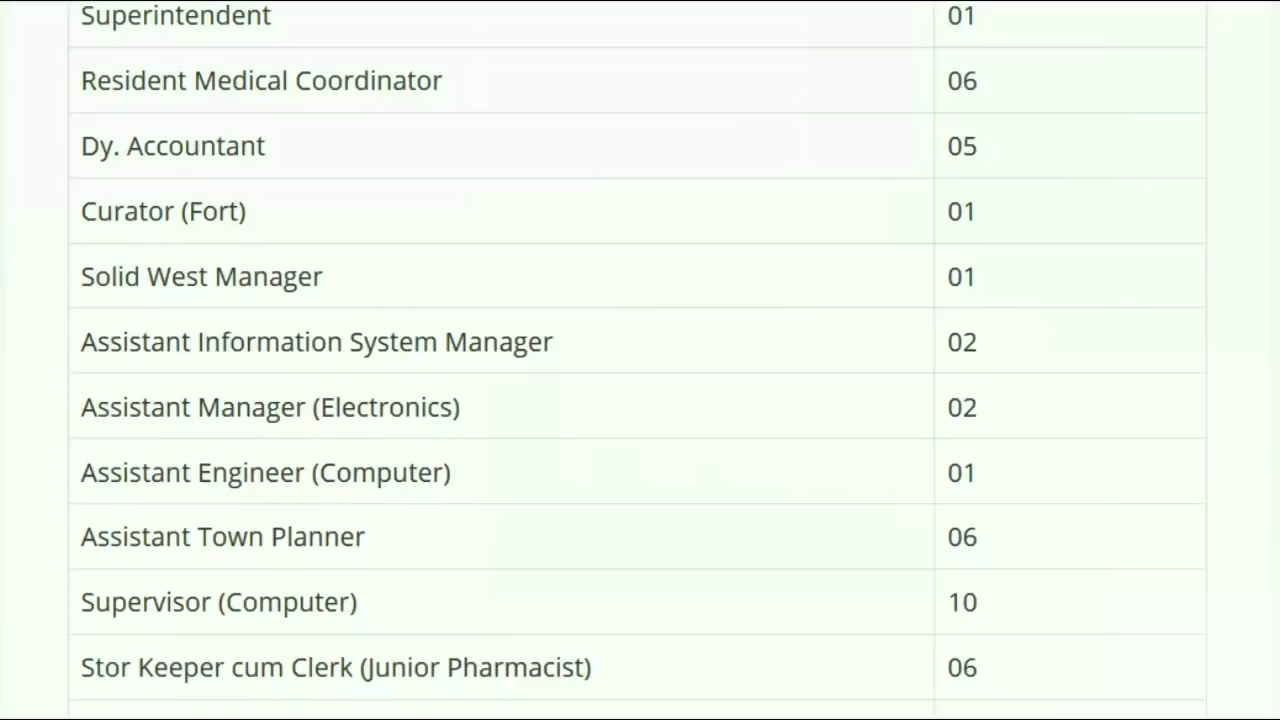 Superintendent 01
Resident Medical Coordinator 06
Dy. Accountant 05
Curator (Fort) 01
Solid West Manager 01
Assistant Information System Manager 02
Assistant Manager (Electronics) 02
Assistant Engineer (Computer) 01
Assistant Town Planner 06
Supervisor (Computer) 10
Stor Keeper cum Clerk (Junior Pharmacist) 06